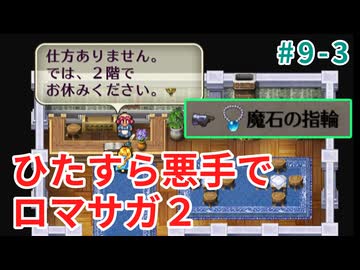 仕方ありません。
では、２階で
お休みください。
#9-3
魔石の指輪
ひたすら悪手で
ロマサガ２